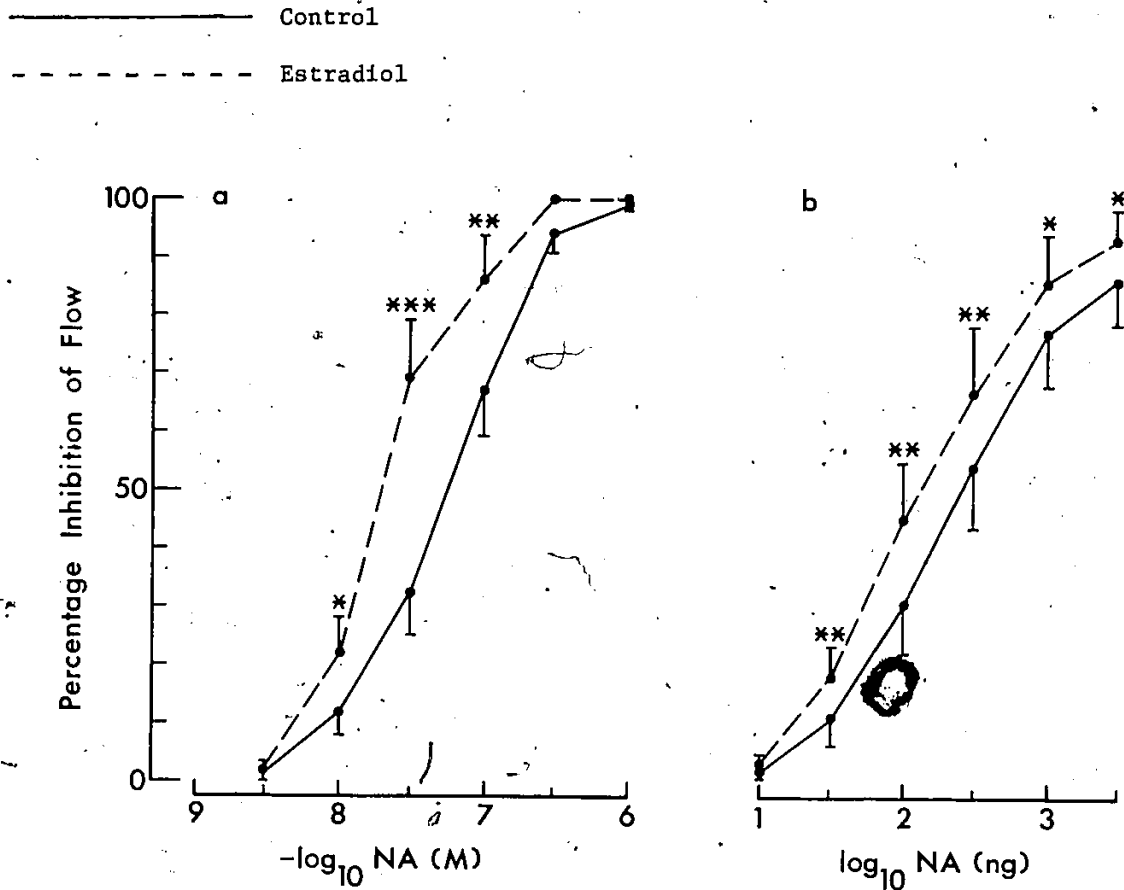 Control
Estradiol
100
a
**
b
*
*
***
**
Percentage Inhibition of Flow
50
**
*
**
0
9 8 7 6
1 2 3
-log10 NA (M)
log10 NA (ng)